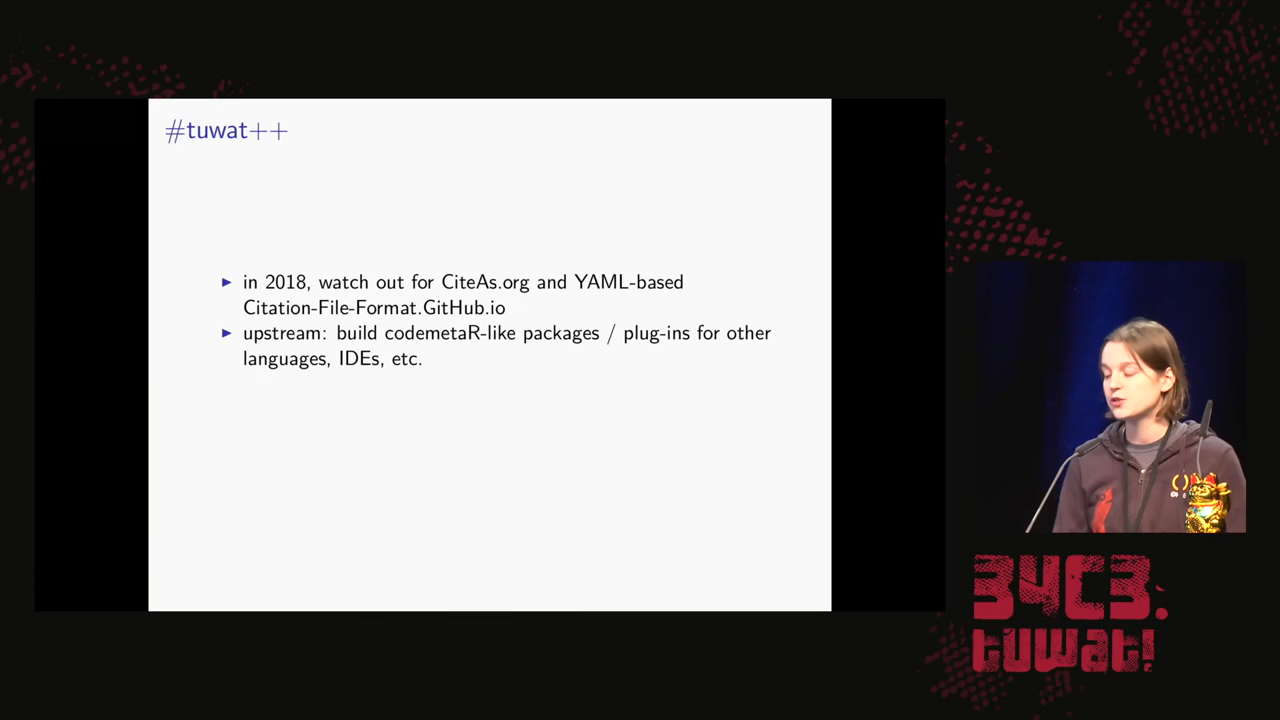 #tuwat++
▶ in 2018, watch out for CiteAs.org and YAML-based
Citation-File-Format.GitHub.io
▶ upstream: build codemetaR-like packages / plug-ins for other
languages, IDEs, etc.
34C3.
tuwat!